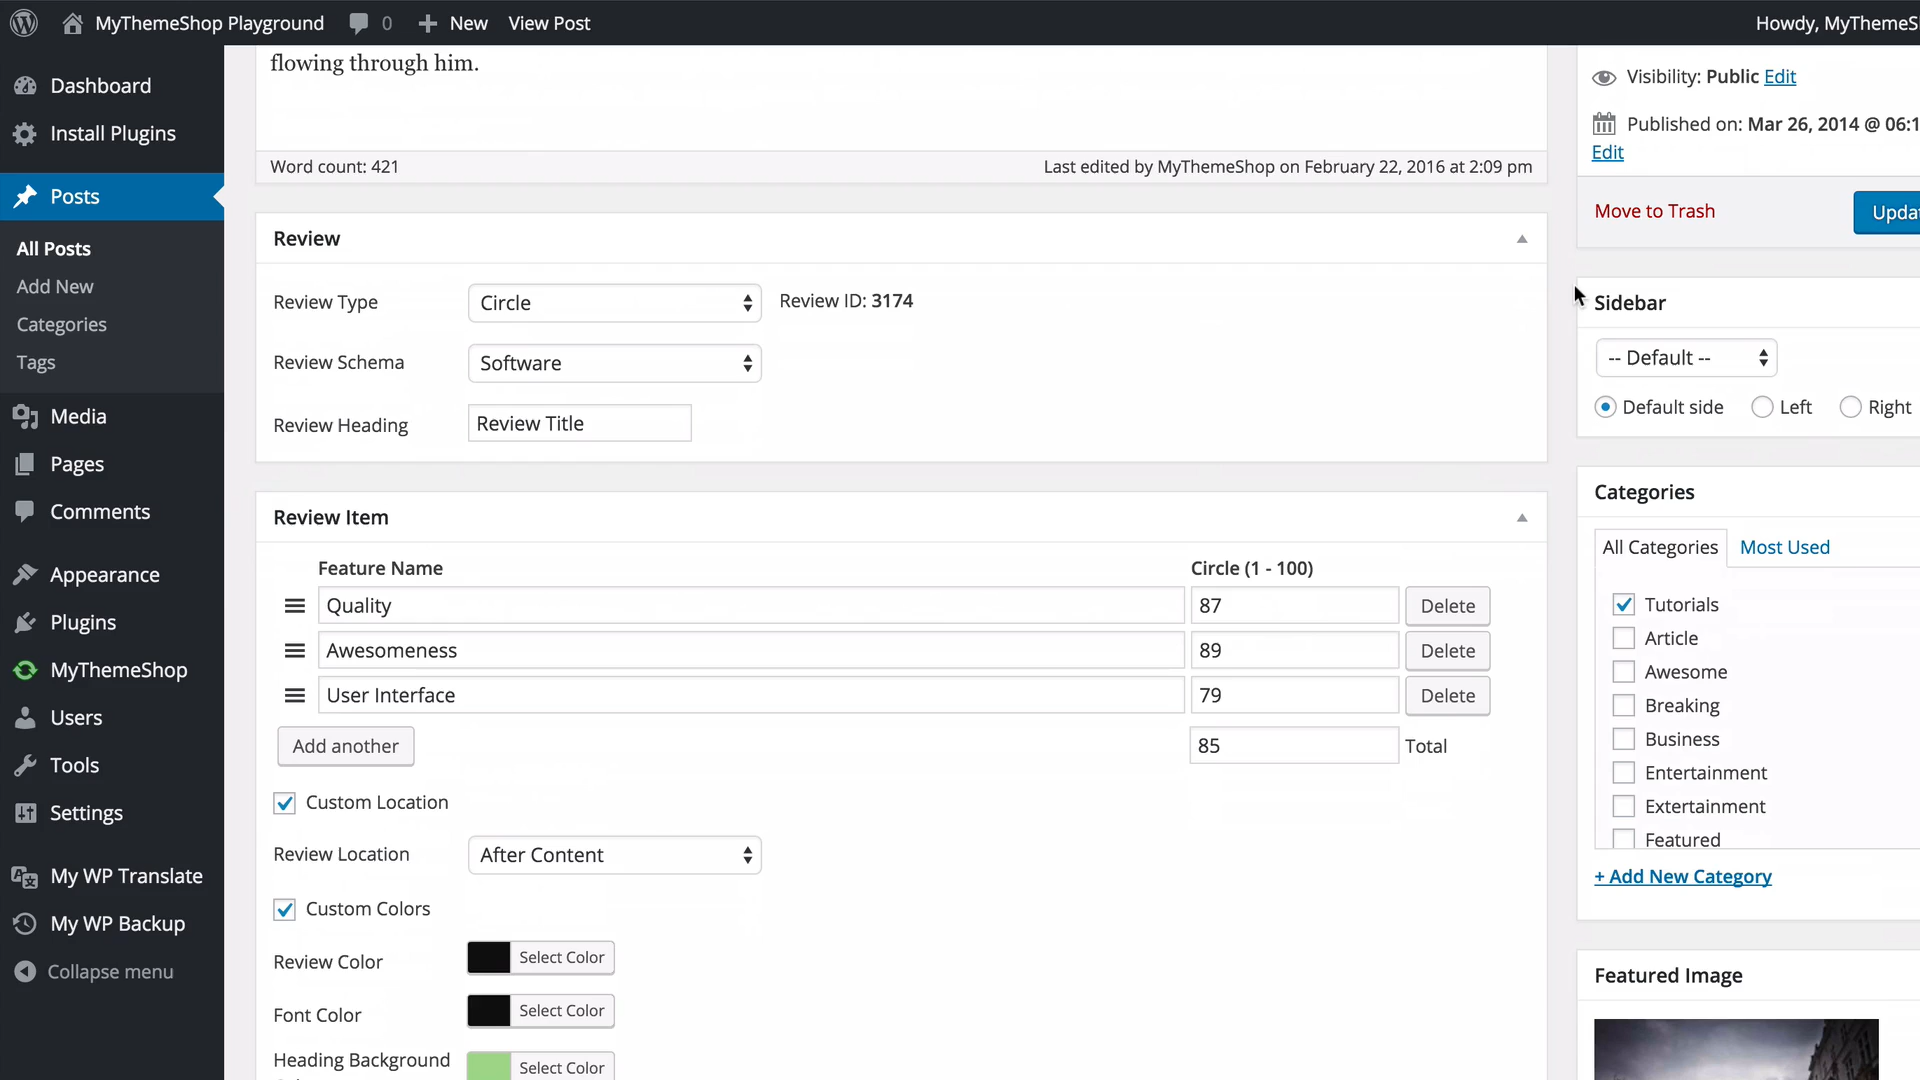 MyThemeShop Playground 0 New View Post Howdy, MyThemeS
Dashboard
Install Plugins
Posts
All Posts
Add New
Categories
Tags
Media
Pages
Comments
Appearance
Plugins
MyThemeShop
Users
Tools
Settings
My WP Translate
My WP Backup
Collapse menu
flowing through him.
Word count: 421 Last edited by MyThemeShop on February 22, 2016 at 2:09 pm
Review
Review Type Circle Review ID: 3174
Review Schema Software
Review Heading Review Title
Review Item
Feature Name Circle (1 - 100)
Quality 87 Delete
Awesomeness 89 Delete
User Interface 79 Delete
Add another 85 Total
Custom Location
Review Location After Content
Custom Colors
Review Color Select Color
Font Color Select Color
Heading Background Select Color
Visibility: Public Edit
Published on: Mar 26, 2014 @ 06:1
Edit
Move to Trash Upda
Sidebar
-- Default --
Default side Left Right
Categories
All Categories Most Used
Tutorials
Article
Awesome
Breaking
Business
Entertainment
Extertainment
Featured
+ Add New Category
Featured Image